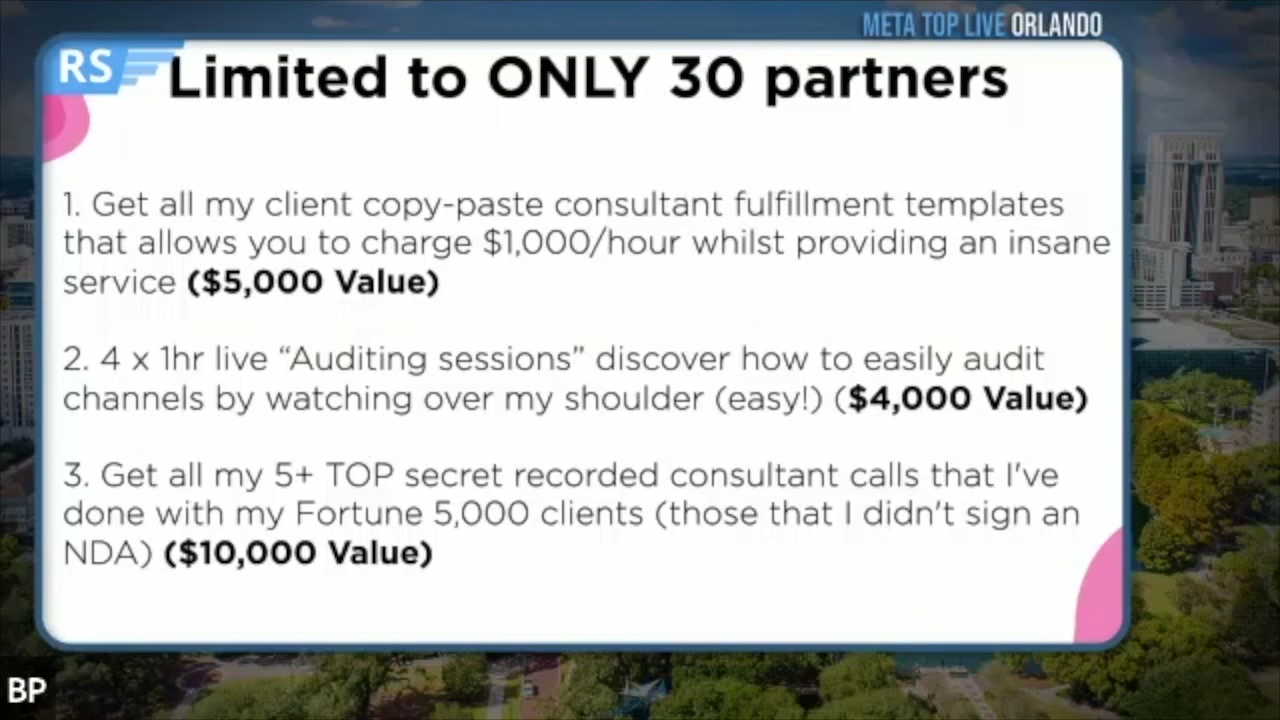 META TOP LIVE ORLANDO
RS
Limited to ONLY 30 partners
1. Get all my client copy-paste consultant fulfillment templates
that allows you to charge $1,000/hour whilst providing an insane
service ($5,000 Value)
2. 4 x 1hr live “Auditing sessions” discover how to easily audit
channels by watching over my shoulder (easy!) ($4,000 Value)
3. Get all my 5+ TOP secret recorded consultant calls that I've
done with my Fortune 5,000 clients (those that I didn't sign an
NDA) ($10,000 Value)
BP